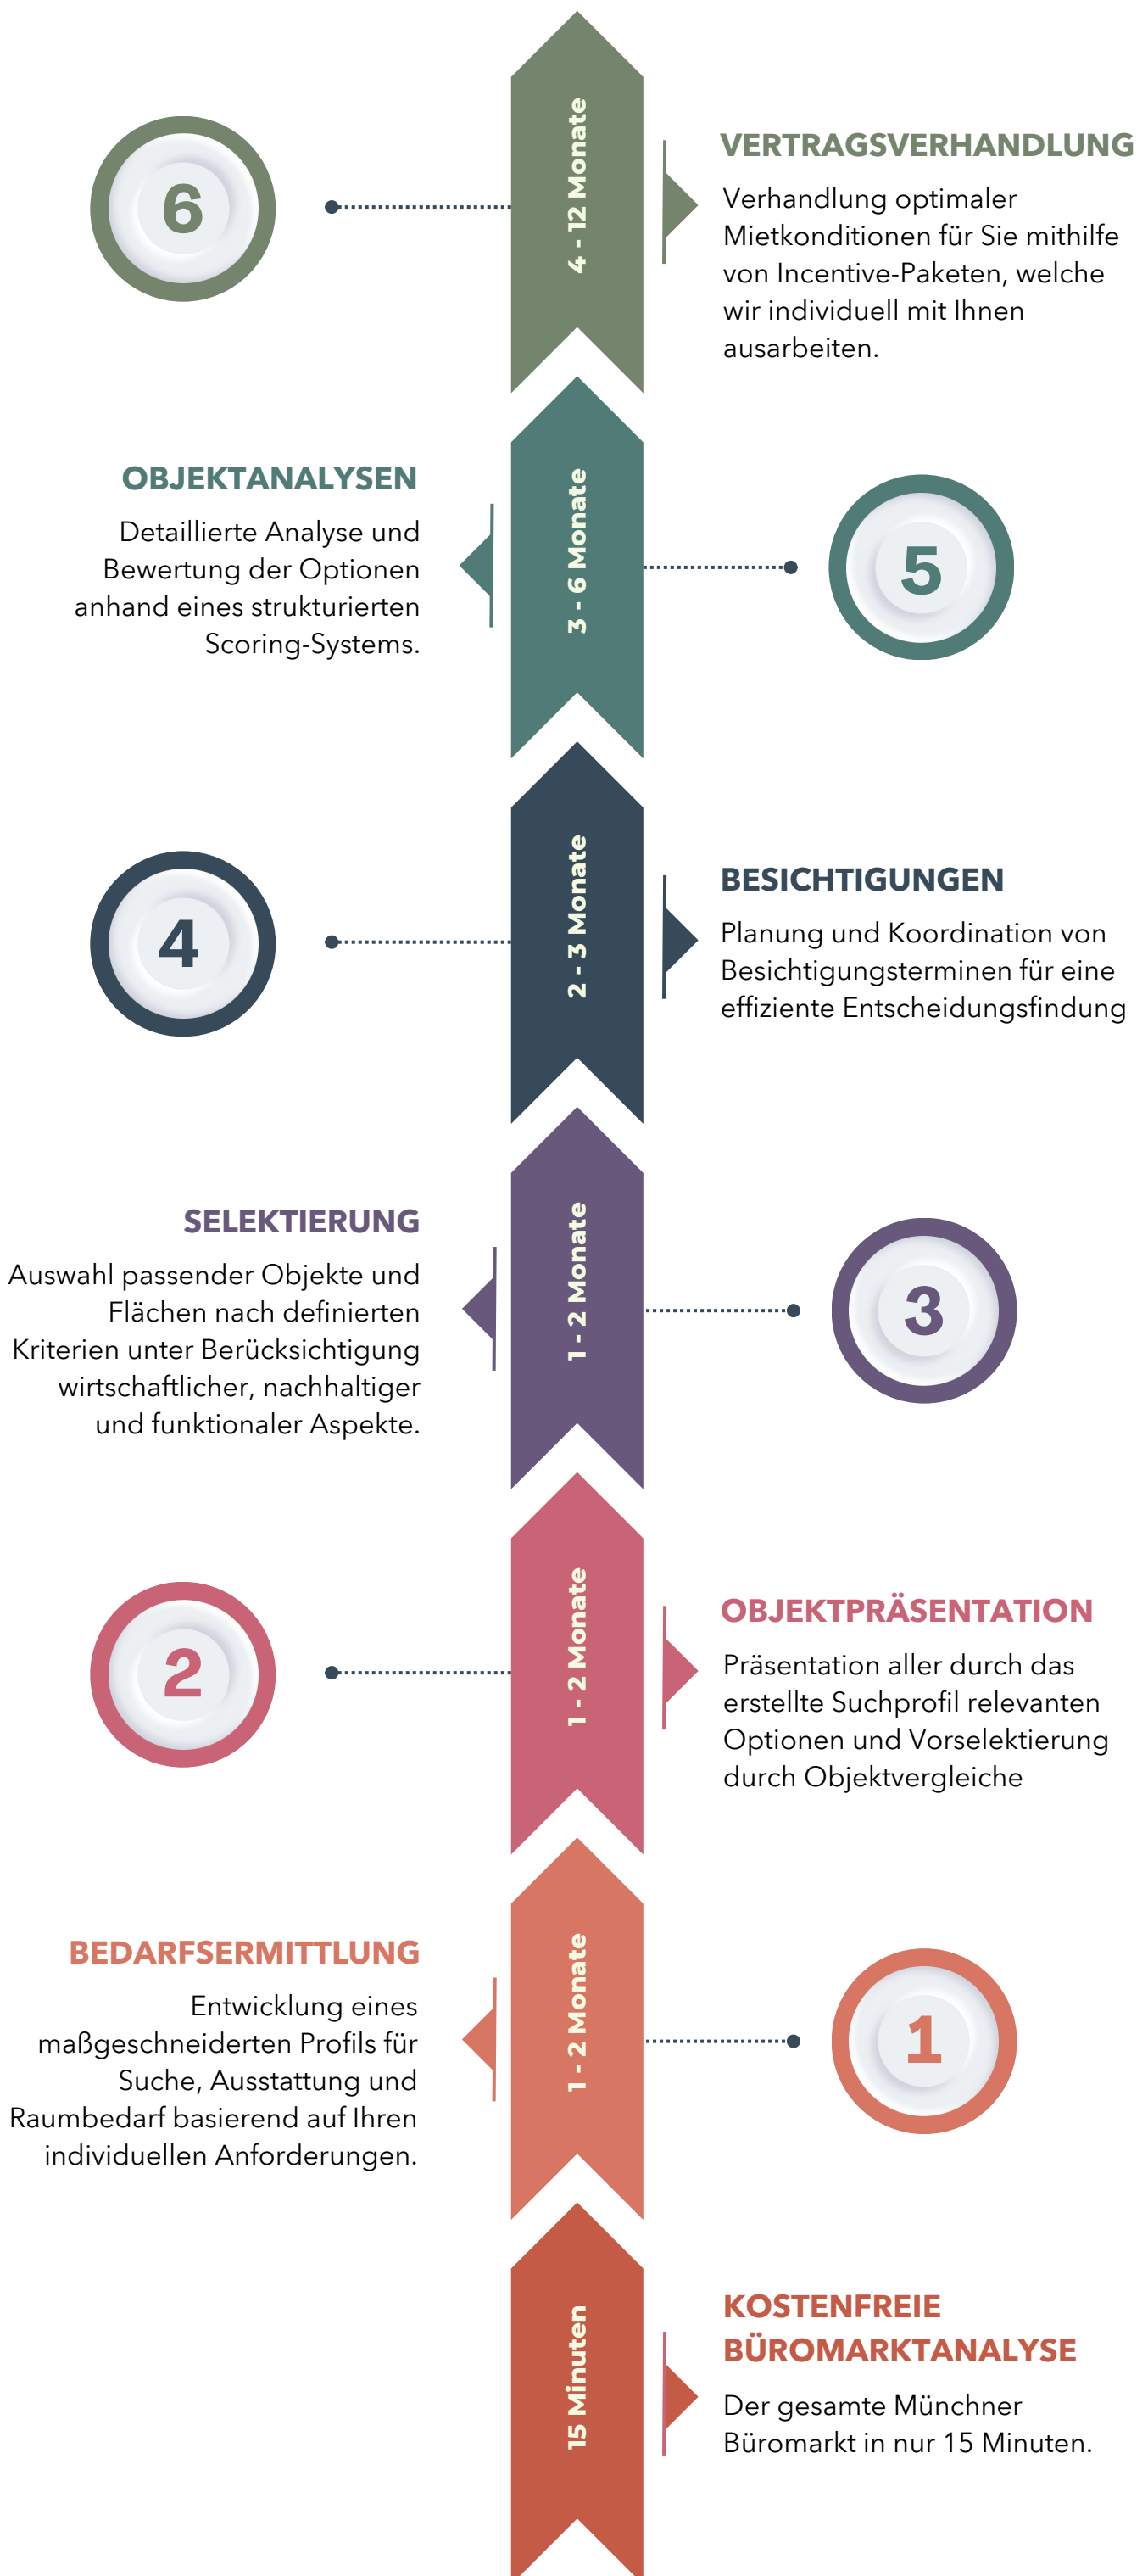 4 - 12 Monate
6
VERTRAGSVERHANDLUNG
Verhandlung optimaler
Mietkonditionen für Sie mithilfe
von Incentive-Paketen, welche
wir individuell mit Ihnen
ausarbeiten.
OBJEKTANALYSEN
Detaillierte Analyse und
Bewertung der Optionen
anhand eines strukturierten
Scoring-Systems.
3 - 6 Monate
5
4
2 - 3 Monate
BESICHTIGUNGEN
Planung und Koordination von
Besichtigungsterminen für eine
effiziente Entscheidungsfindung
SELEKTIERUNG
Auswahl passender Objekte und
Flächen nach definierten
Kriterien unter Berücksichtigung
wirtschaftlicher, nachhaltiger
und funktionaler Aspekte.
1 - 2 Monate
3
2
1 - 2 Monate
OBJEKTPRÄSENTATION
Präsentation aller durch das
erstellte Suchprofil relevanten
Optionen und Vorselektierung
durch Objektvergleiche
BEDARFSERMITTLUNG
Entwicklung eines
maßgeschneiderten Profils für
Suche, Ausstattung und
Raumbedarf basierend auf Ihren
individuellen Anforderungen.
1 - 2 Monate
1
15 Minuten
KOSTENFREIE
BÜROMARKTANALYSE
Der gesamte Münchner
Büromarkt in nur 15 Minuten.